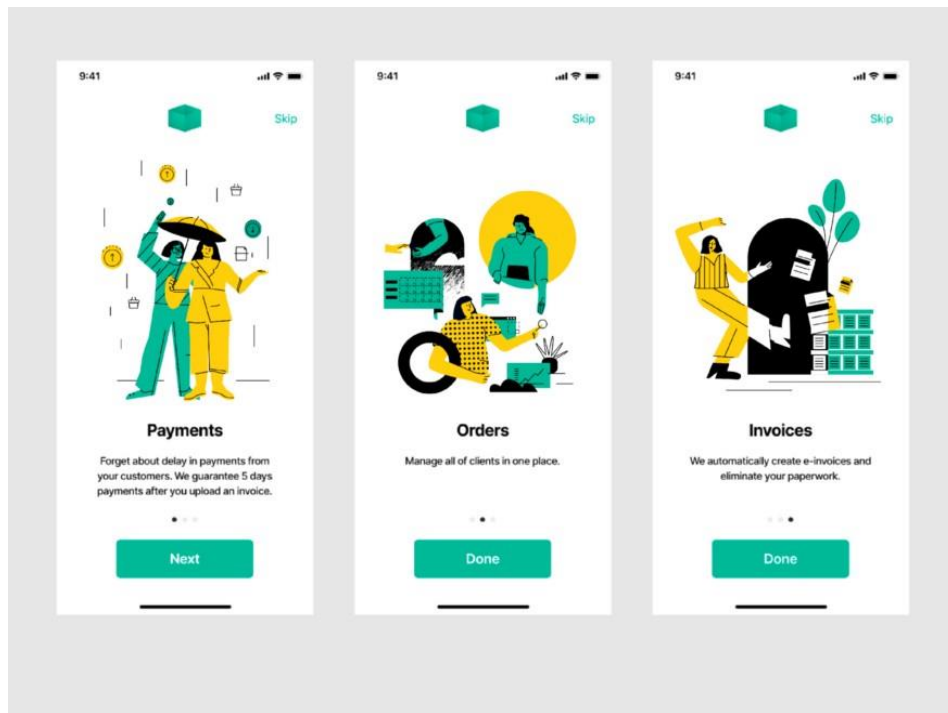 9:41
Skip
Payments
Forget about delay in payments from
your customers. We guarantee 5 days
payments after you upload an invoice.
Next
9:41
Skip
Orders
Manage all of clients in one place.
Done
9:41
Skip
Invoices
We automatically create e-invoices and
eliminate your paperwork.
Done